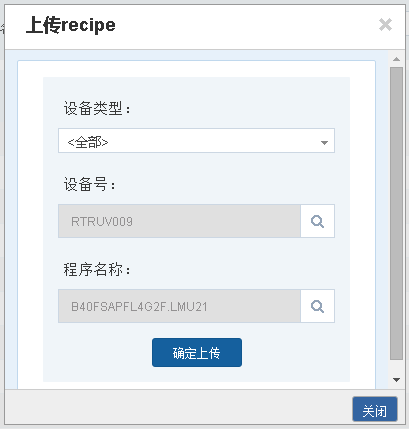 上传recipe
设备类型：
<全部>
设备号：
RTRUV009
程序名称：
B40FSAPFL4G2F.LMU21
确定上传
关闭